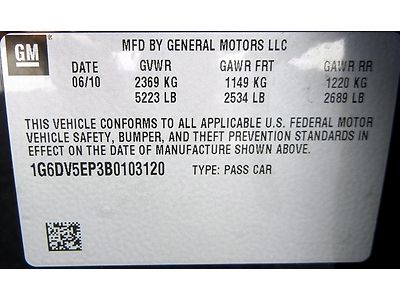 GM
MFD BY GENERAL MOTORS LLC
DATE GVWR GAWR FRT GAWR RR
06/10 2369 KG 1149 KG 1220 KG
5223 LB 2534 LB 2689 LB
THIS VEHICLE CONFORMS TO ALL APPLICABLE U.S. FEDERAL MOTOR
VEHICLE SAFETY, BUMPER, AND THEFT PREVENTION STANDARDS IN
EFFECT ON THE DATE OF MANUFACTURE SHOWN ABOVE.
1G6DV5EP3B0103120 TYPE: PASS CAR